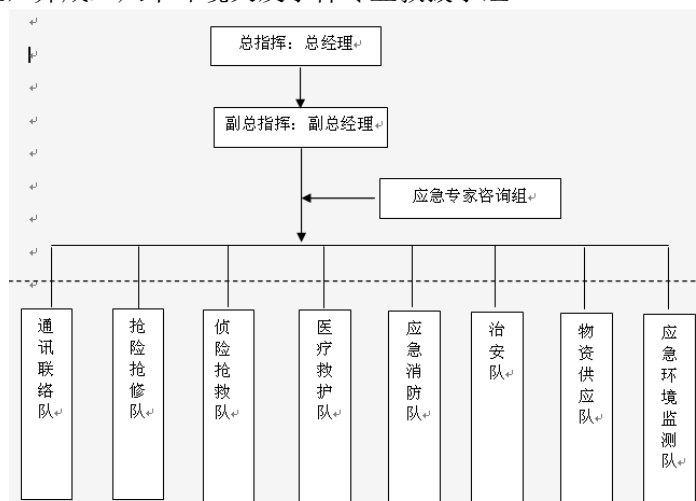 总指挥：总经理
副总指挥：副总经理
应急专家咨询组
通讯联络队
抢险抢修队
侦险抢救队
医疗救护队
应急消防队
治安队
物资供应队
应急环境监测队